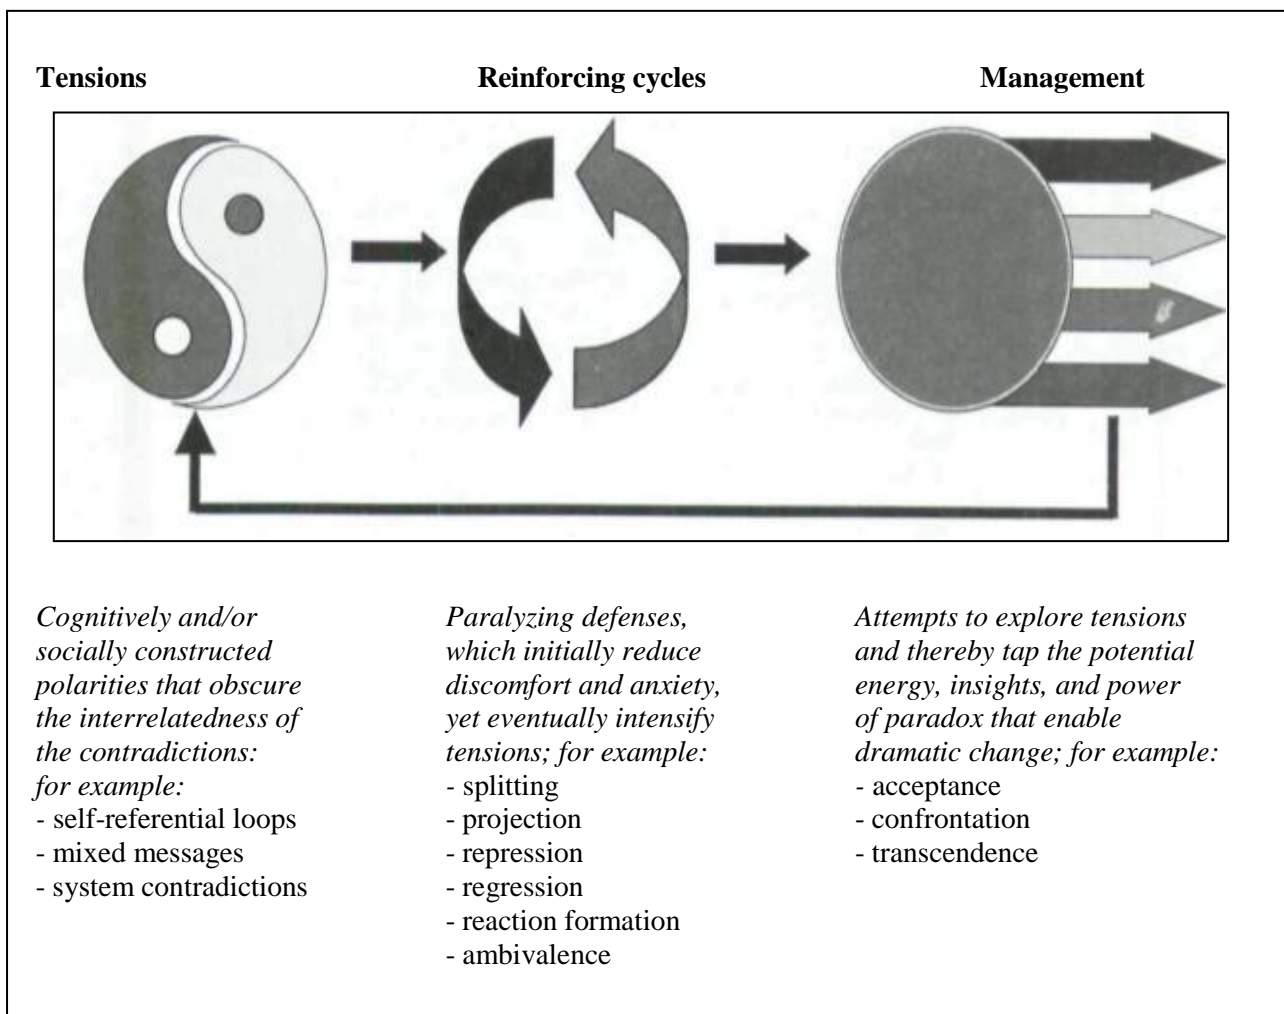 Tensions
Reinforcing cycles
Management
Cognitively and/or
socially constructed
polarities that obscure
the interrelatedness of
the contradictions:
for example:
- self-referential loops
- mixed messages
- system contradictions
Paralyzing defenses,
which initially reduce
discomfort and anxiety,
yet eventually intensify
tensions; for example:
- splitting
- projection
- repression
- regression
- reaction formation
- ambivalence
Attempts to explore tensions
and thereby tap the potential
energy, insights, and power
of paradox that enable
dramatic change; for example:
- acceptance
- confrontation
- transcendence